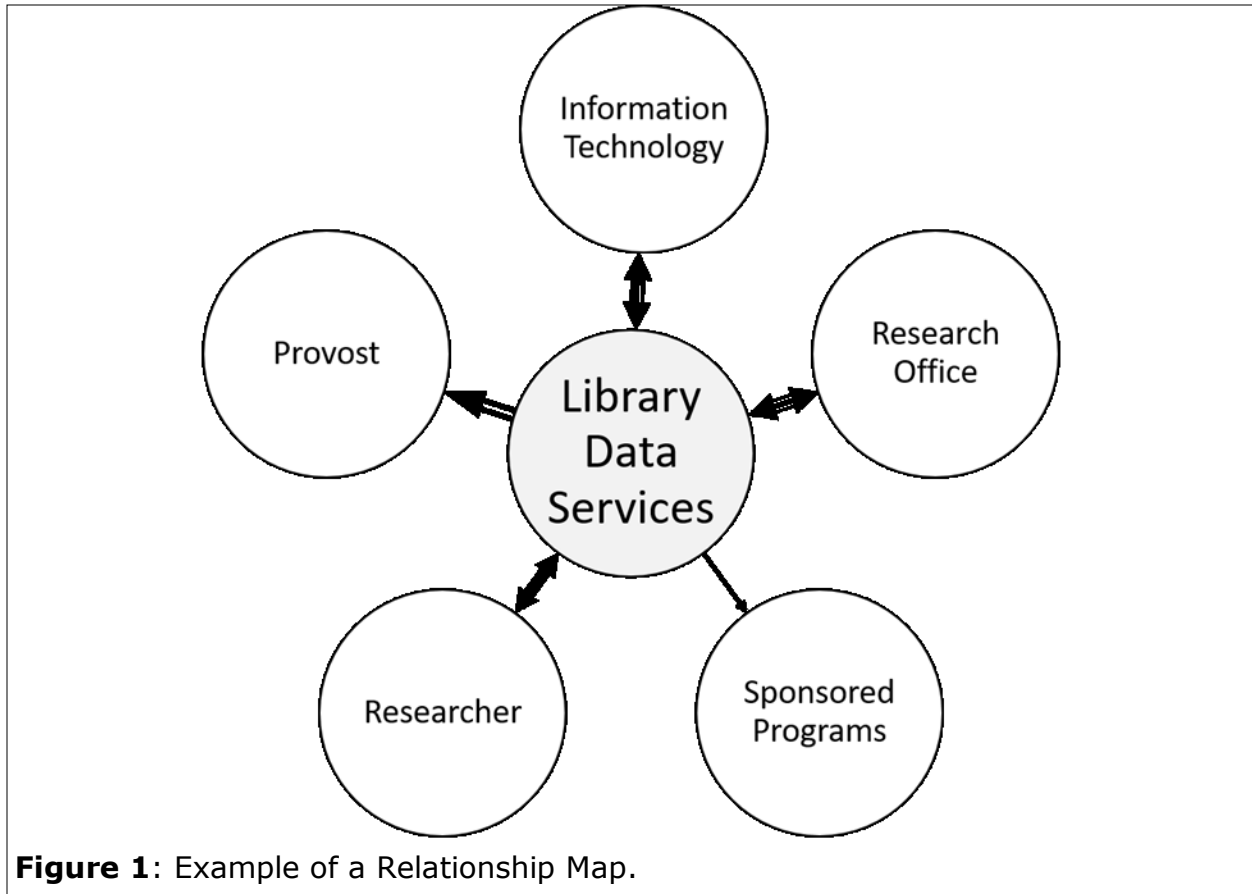 Information
Technology
Provost
Research
Office
Library
Data
Services
Researcher
Sponsored
Programs
Figure 1: Example of a Relationship Map.